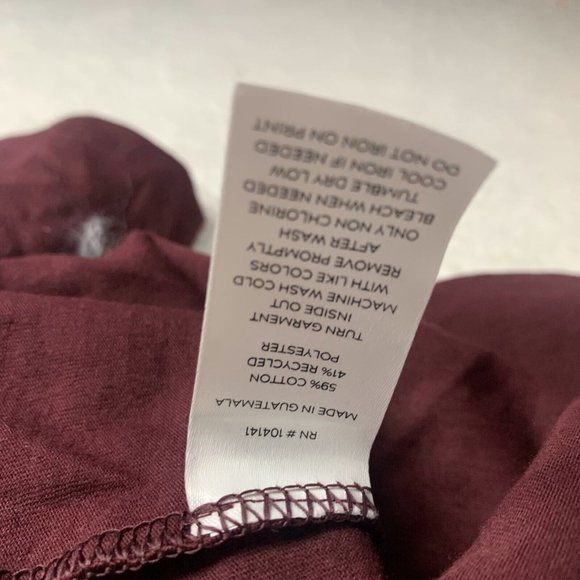 RN # 104141
MADE IN GUATEMALA
59% COTTON
41% RECYCLED
POLYESTER
TURN GARMENT
INSIDE OUT
MACHINE WASH COLD
WITH LIKE COLORS
REMOVE PROMPTLY
AFTER WASH
ONLY NON CHLORINE
BLEACH WHEN NEEDED
TUMBLE DRY LOW
COOL IRON IF NEEDED
DO NOT IRON ON PRINT